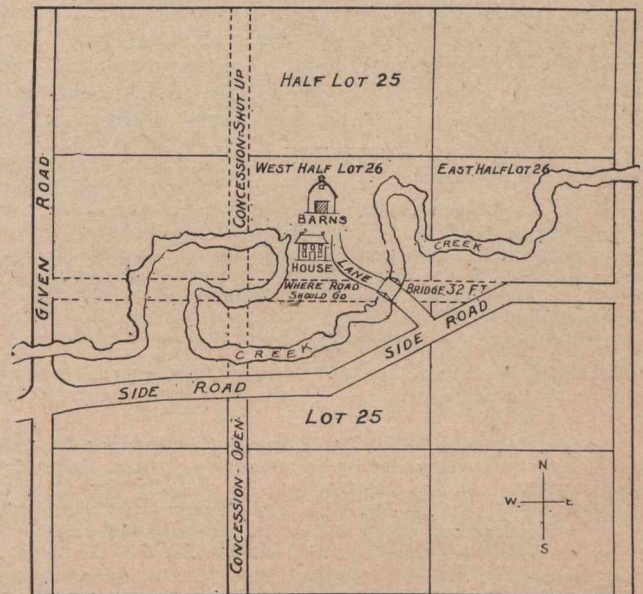 HALF LOT 25
CONCESSION-SHUT UP
GIVEN ROAD
WEST HALF LOT 26
EAST HALF LOT 26
BARNS
CREEK
HOUSE
LANE
WHERE ROAD
SHOULD GO
BRIDGE 32 FT
CREEK
SIDE ROAD
SIDE ROAD
LOT 25
CONCESSION-OPEN
N
W
E
S